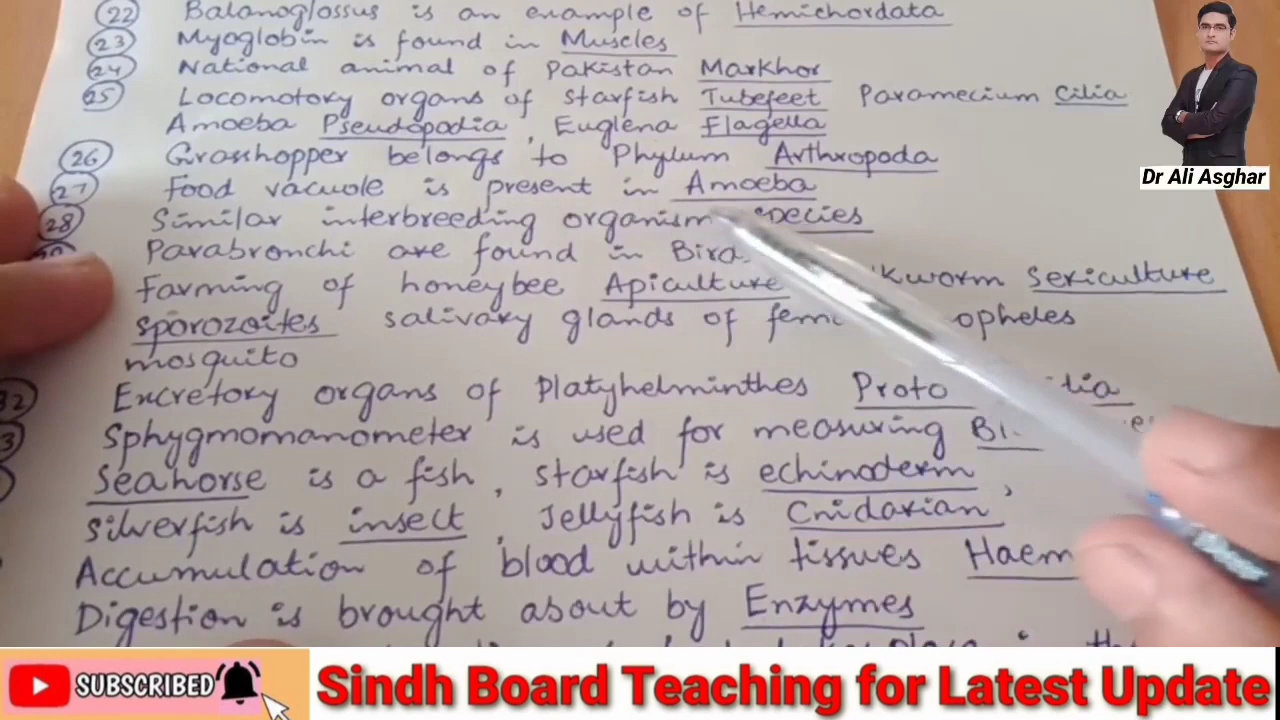 22 Balanoglossus is an example of Hemichordata
23 Myoglobin is found in Muscles
24 National animal of Pakistan Markhor
25 Locomotory organs of starfish Tubefeet Paramecium Cilia
Amoeba Pseudopodia , Euglena Flagella
26 Grasshopper belongs to Phylum Arthropoda
27 Food vacuole is present in Amoeba
28 Similar interbreeding organism species
Parabronchi are found in
Farming of honeybee Apiculture Sericulture
sporozoites salivary glands of
mosquito
32 Excretory organs of Platyhelminthes Proto
Sphygmomanometer is used for measuring
Seahorse is a fish , starfish is echinoderm ,
Silverfish is insect , Jellyfish is Cnidarian
Accumulation of blood within tissues Haem
Digestion is brought about by Enzymes
Dr Ali Asghar
SUBSCRIBED
Sindh Board Teaching for Latest Update